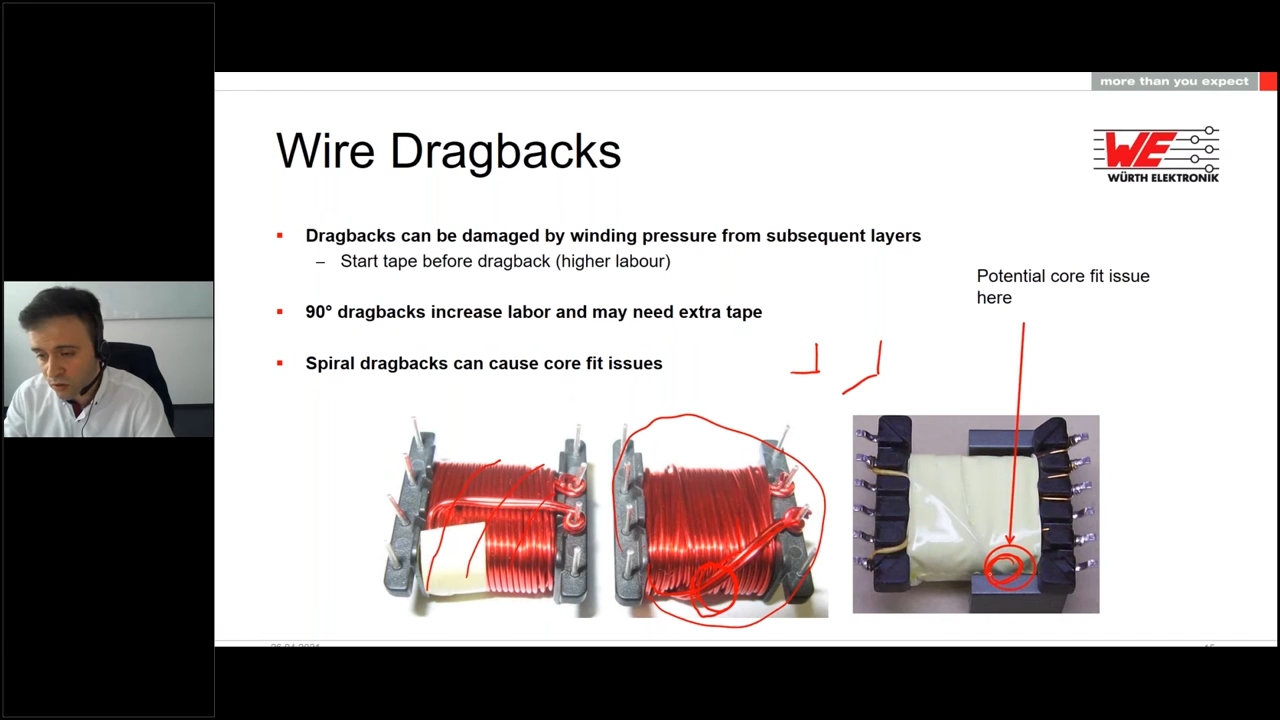 more than you expect
Wire Dragbacks
WE
WÜRTH ELEKTRONIK
▪ Dragbacks can be damaged by winding pressure from subsequent layers
– Start tape before dragback (higher labour)
Potential core fit issue
here
▪ 90° dragbacks increase labor and may need extra tape
▪ Spiral dragbacks can cause core fit issues